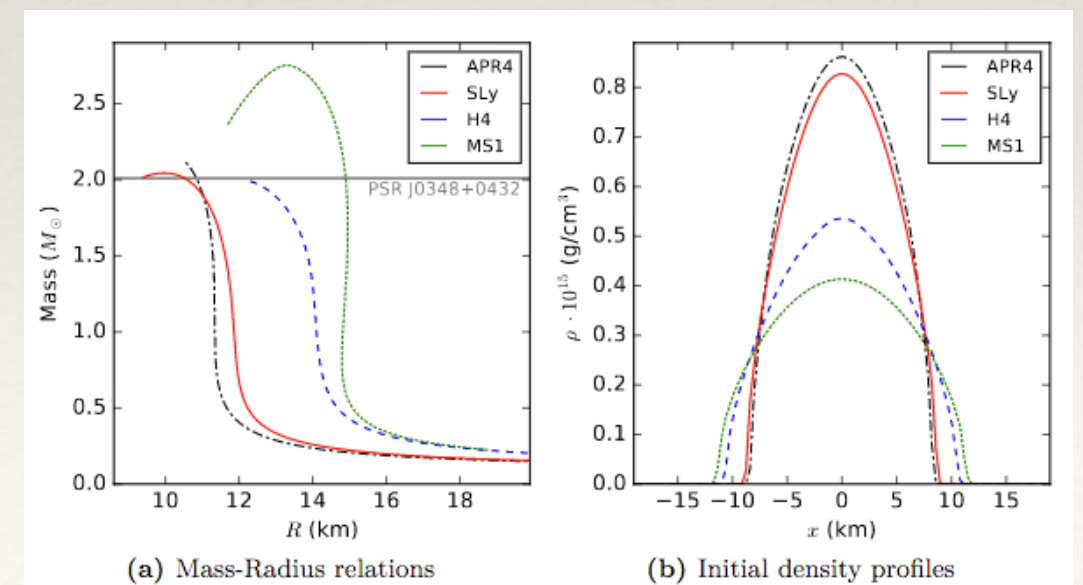 APR4
SLy
H4
MS1
PSR J0348+0432
Mass (M⊙)
2.5
2.0
1.5
1.0
0.5
0.0
10 12 14 16 18
R (km)
(a) Mass-Radius relations
APR4
SLy
H4
MS1
ρ · 10¹⁵ (g/cm³)
0.8
0.7
0.6
0.5
0.4
0.3
0.2
0.1
0.0
−15 −10 −5 0 5 10 15
x (km)
(b) Initial density profiles